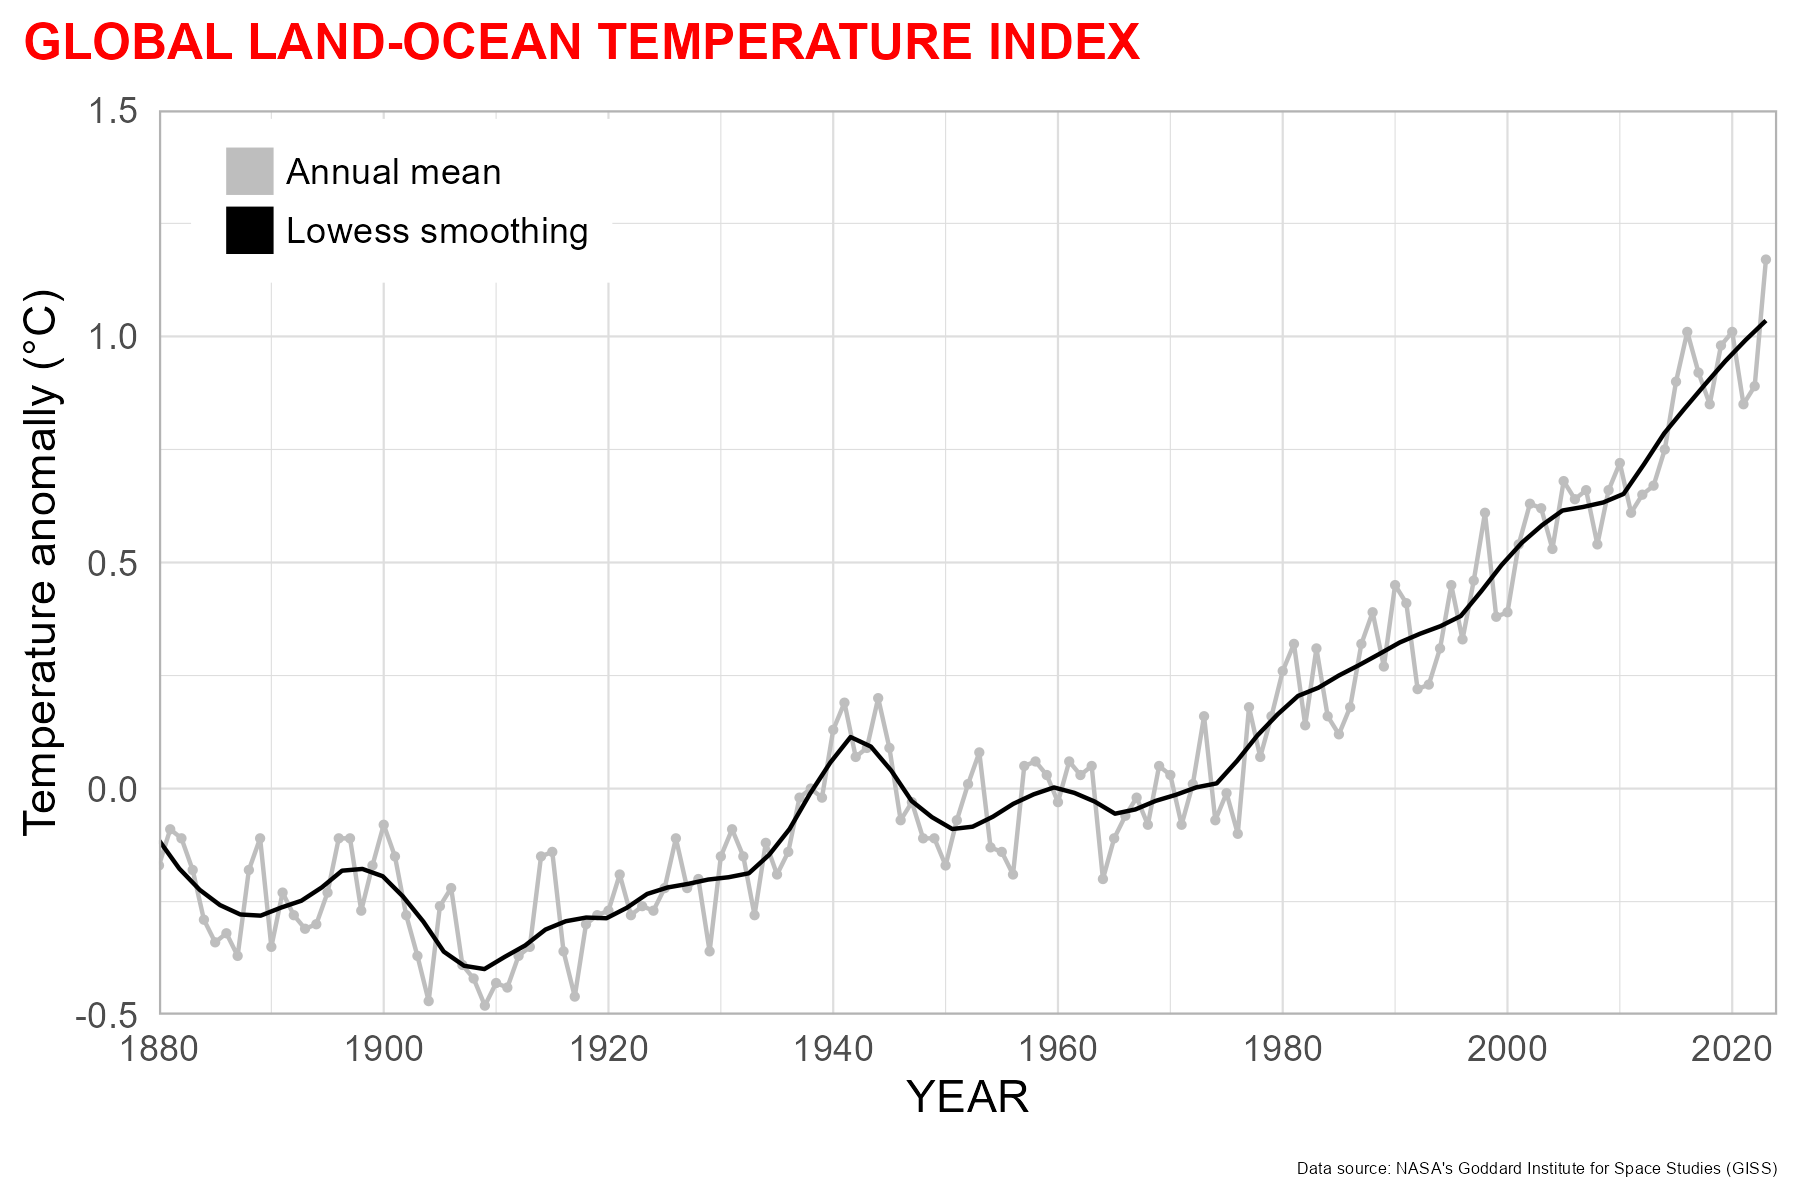 GLOBAL LAND-OCEAN TEMPERATURE INDEX
1.5
Annual mean
Lowess smoothing
1.0
0.5
0.0
-0.5
Temperature anomally (°C)
1880 1900 1920 1940 1960 1980 2000 2020
YEAR
Data source: NASA's Goddard Institute for Space Studies (GISS)